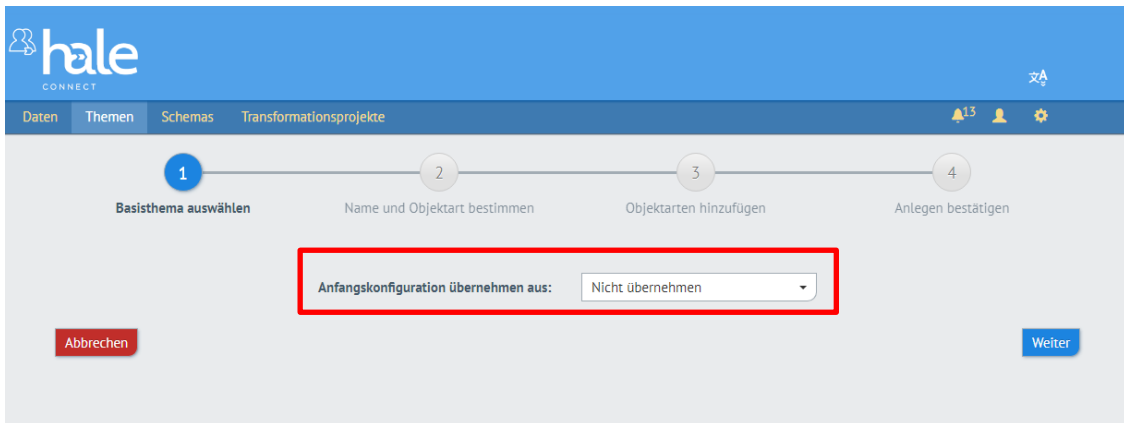 hale
CONNECT
Daten Themen Schemas Transformationsprojekte 13
1 2 3 4
Basisthema auswählen Name und Objektart bestimmen Objektarten hinzufügen Anlegen bestätigen
Anfangskonfiguration übernehmen aus: Nicht übernehmen
Abbrechen Weiter